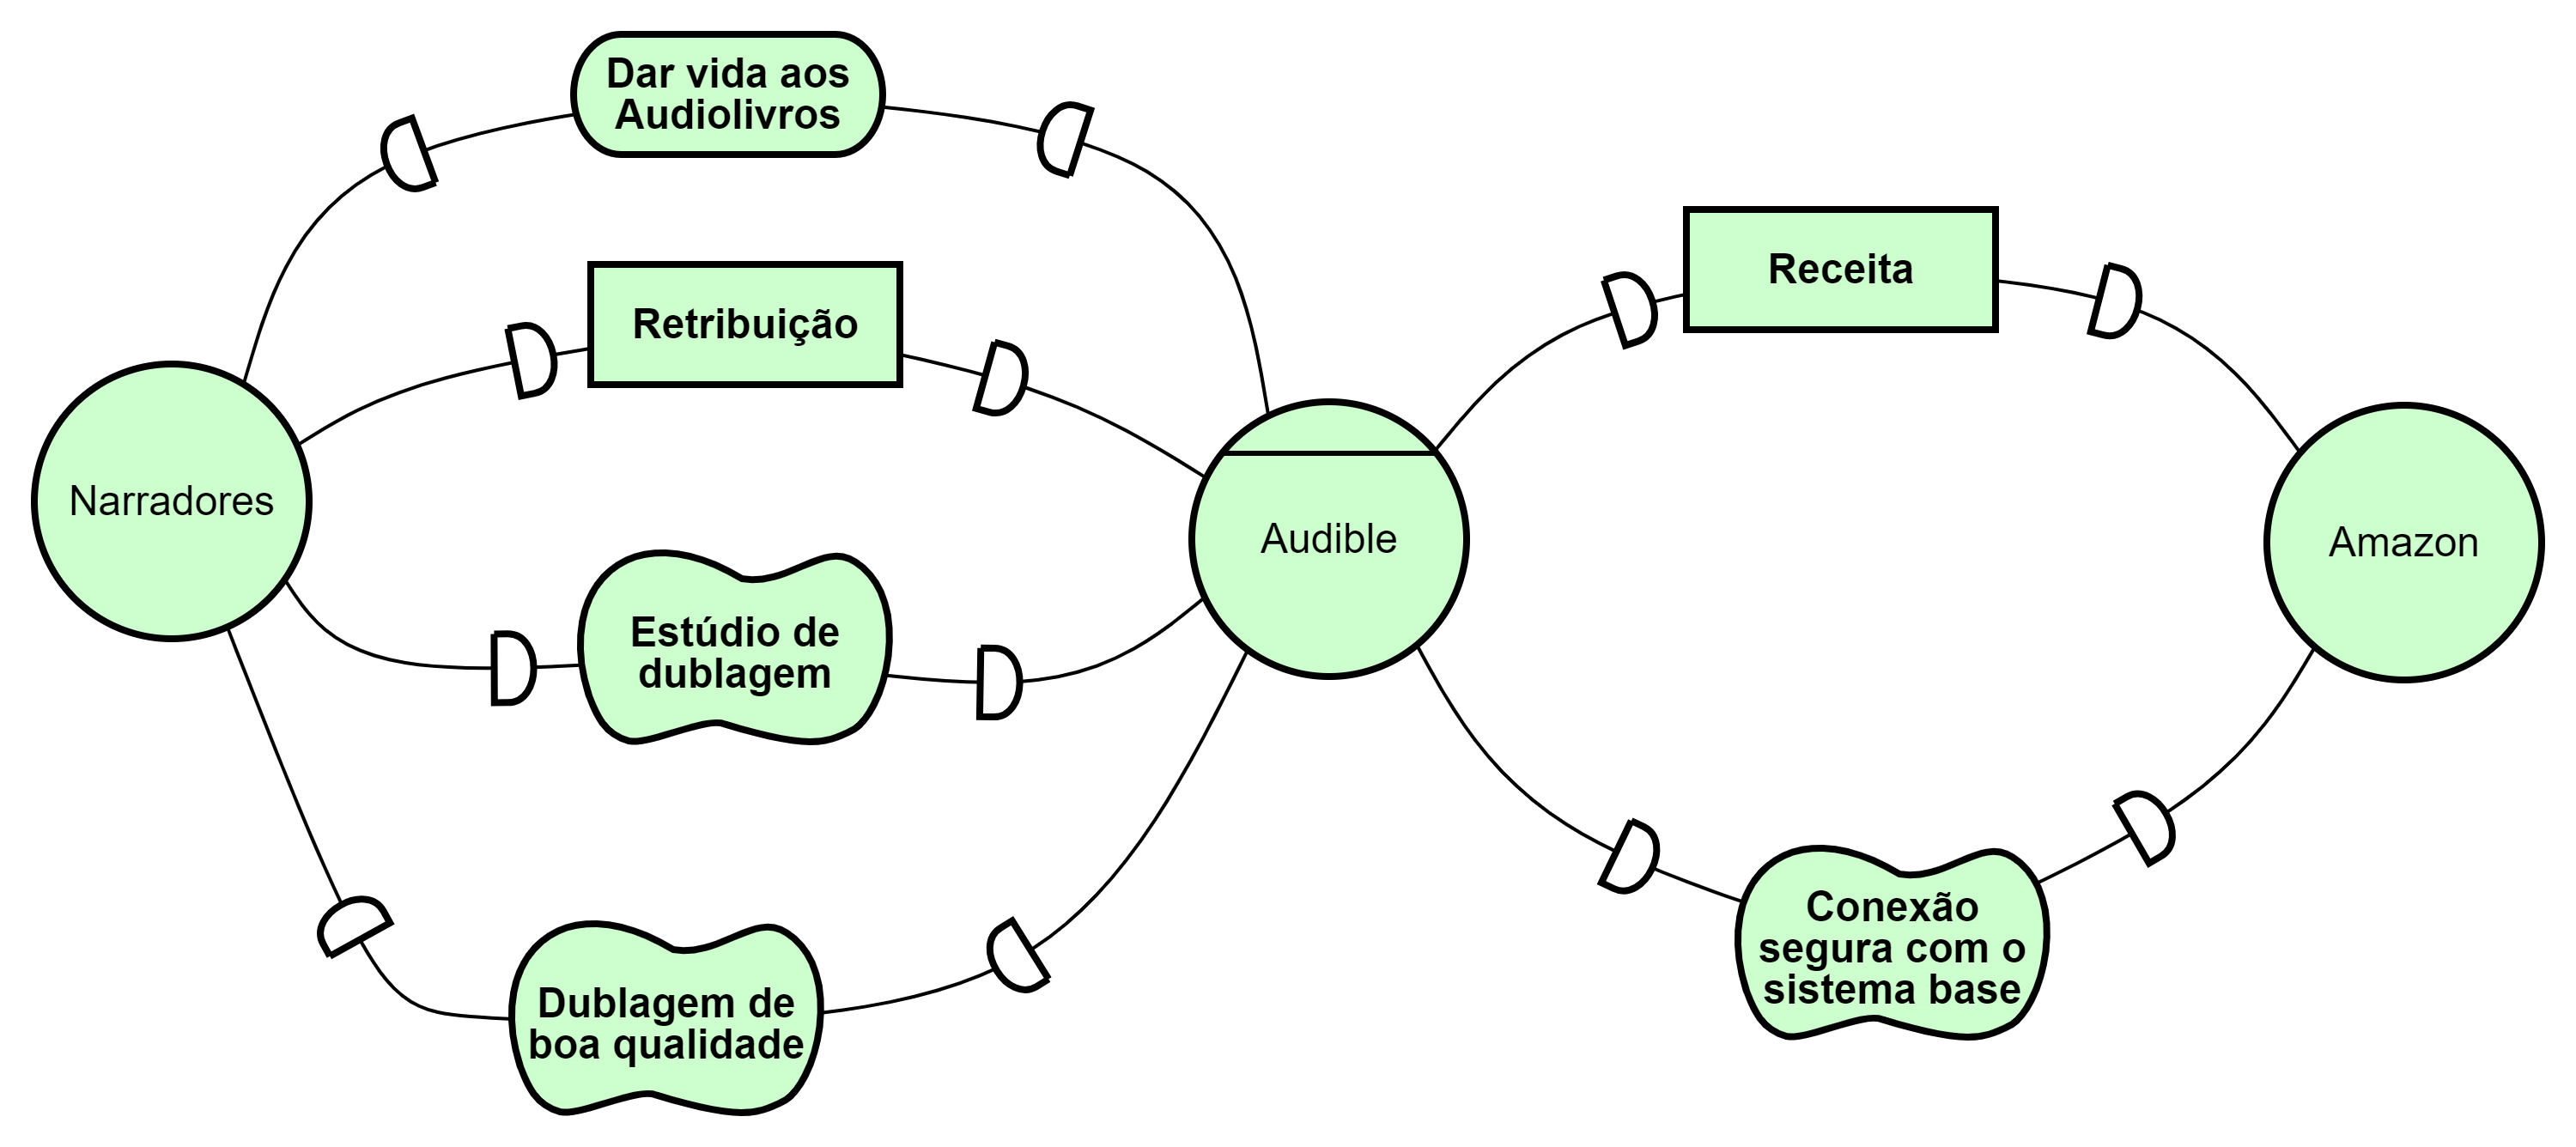 Dar vida aos
Audiolivros
Retribuição
Receita
Narradores
Audible
Amazon
Estúdio de
dublagem
Conexão
segura com o
sistema base
Dublagem de
boa qualidade